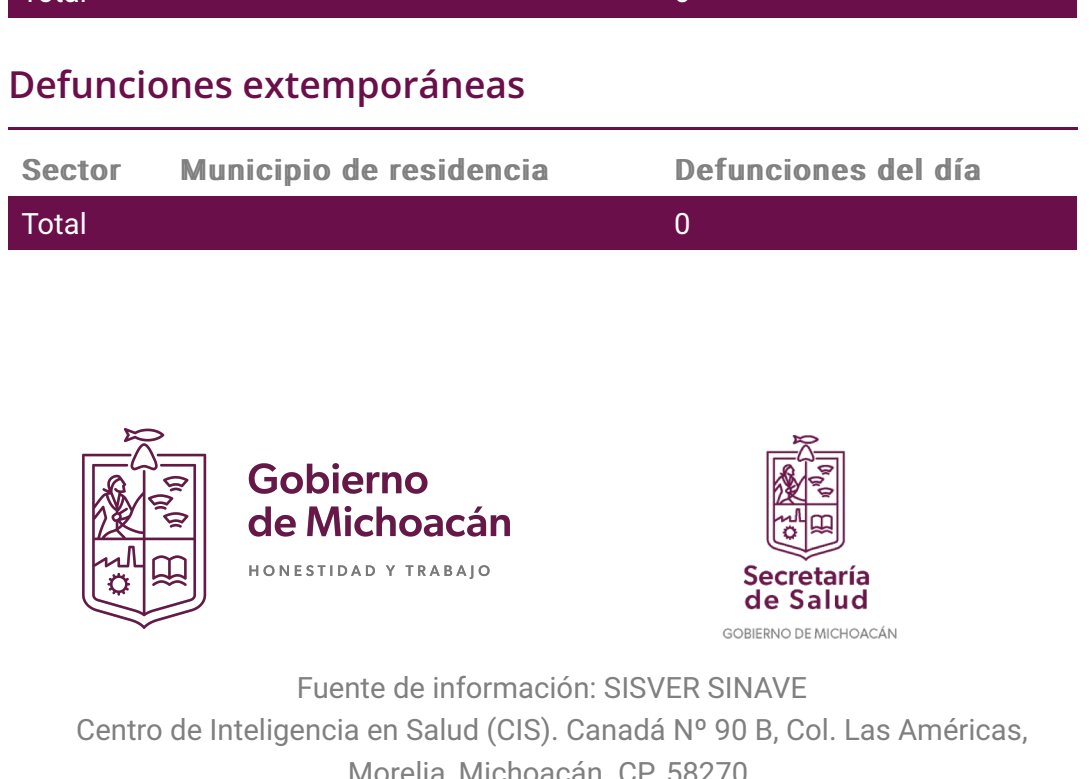 Total 0
Defunciones extemporáneas
Sector Municipio de residencia Defunciones del día
Total 0
Gobierno
de Michoacán
HONESTIDAD Y TRABAJO
Secretaría
de Salud
GOBIERNO DE MICHOACÁN
Fuente de información: SISVER SINAVE
Centro de Inteligencia en Salud (CIS). Canadá Nº 90 B, Col. Las Américas,
Morelia, Michoacán. CP. 58270